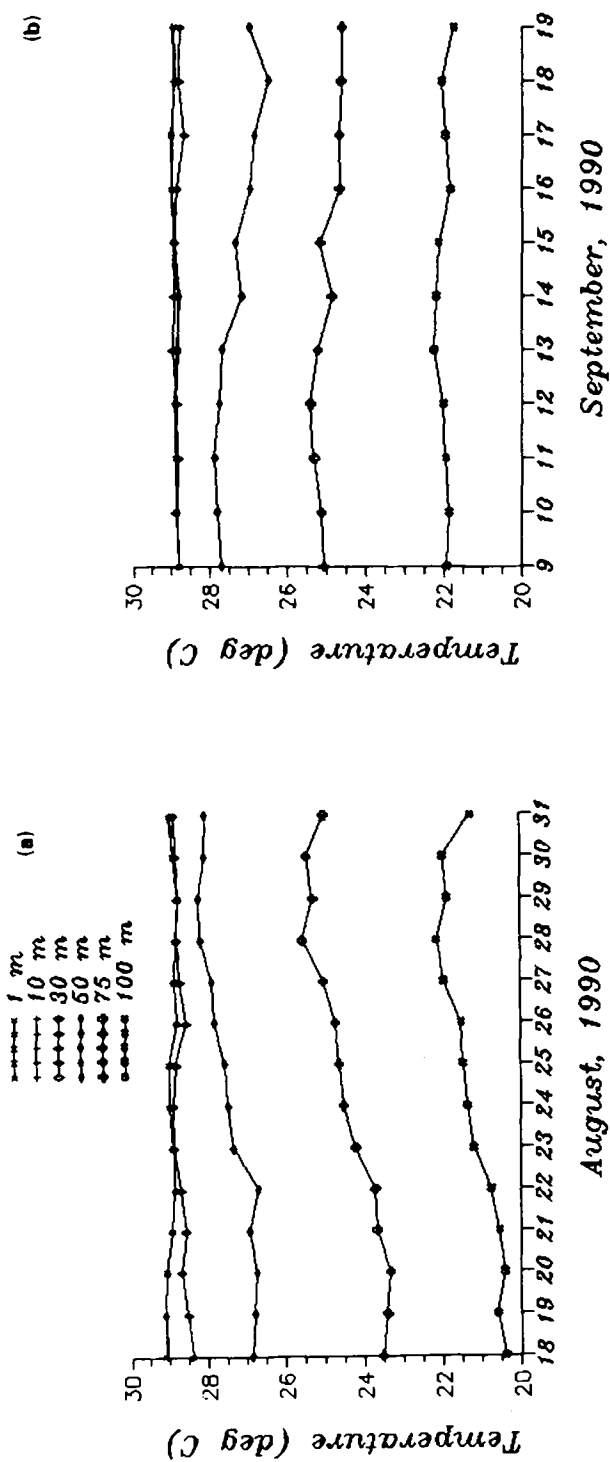 1 m
10 m
30 m
60 m
75 m
100 m
(a)
30
28
26
24
22
20
Temperature (deg C)
18 19 20 21 22 23 24 25 26 27 28 29 30 31
August, 1990
(b)
30
28
26
24
22
20
Temperature (deg C)
9 10 11 12 13 14 15 16 17 18 19
September, 1990